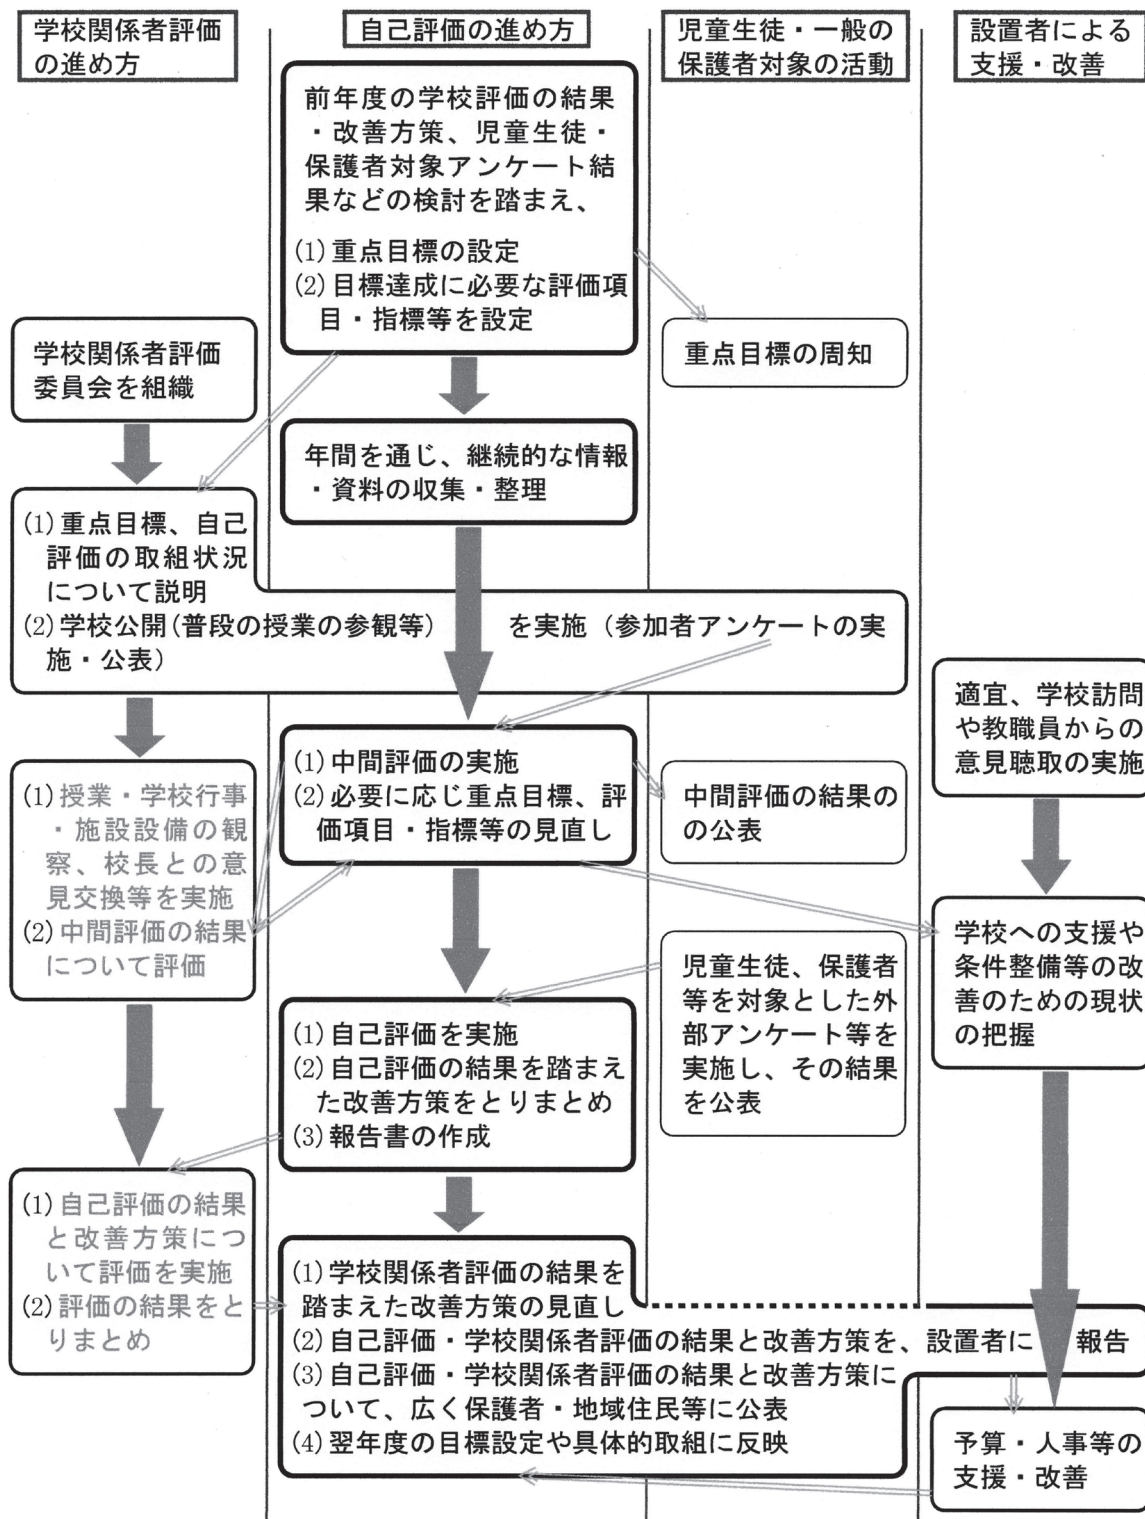 学校関係者評価
の進め方
自己評価の進め方
児童生徒・一般の
保護者対象の活動
設置者による
支援・改善
前年度の学校評価の結果
・改善方策、児童生徒・
保護者対象アンケート結
果などの検討を踏まえ、
(1)重点目標の設定
(2)目標達成に必要な評価項
目・指標等を設定
重点目標の周知
学校関係者評価
委員会を組織
年間を通じ、継続的な情報
・資料の収集・整理
(1)重点目標、自己
評価の取組状況
について説明
(2)学校公開(普段の授業の参観等) を実施(参加者アンケートの実
施・公表)
適宜、学校訪問
や教職員からの
意見聴取の実施
(1)中間評価の実施
(2)必要に応じ重点目標、評
価項目・指標等の見直し
中間評価の結果の
の公表
(1)授業・学校行事
・施設設備の観
察、校長との意
見交換等を実施
(2)中間評価の結果
について評価
学校への支援や
条件整備等の改
善のための現状
の把握
児童生徒、保護者
等を対象とした外
部アンケート等を
実施し、その結果
を公表
(1)自己評価を実施
(2)自己評価の結果を踏まえ
た改善方策をとりまとめ
(3)報告書の作成
(1)自己評価の結果
と改善方策につ
いて評価を実施
(2)評価の結果をと
りまとめ
(1)学校関係者評価の結果を
踏まえた改善方策の見直し
(2)自己評価・学校関係者評価の結果と改善方策を、設置者に 報告
(3)自己評価・学校関係者評価の結果と改善方策に
ついて、広く保護者・地域住民等に公表
(4)翌年度の目標設定や具体的取組に反映
予算・人事等の
支援・改善